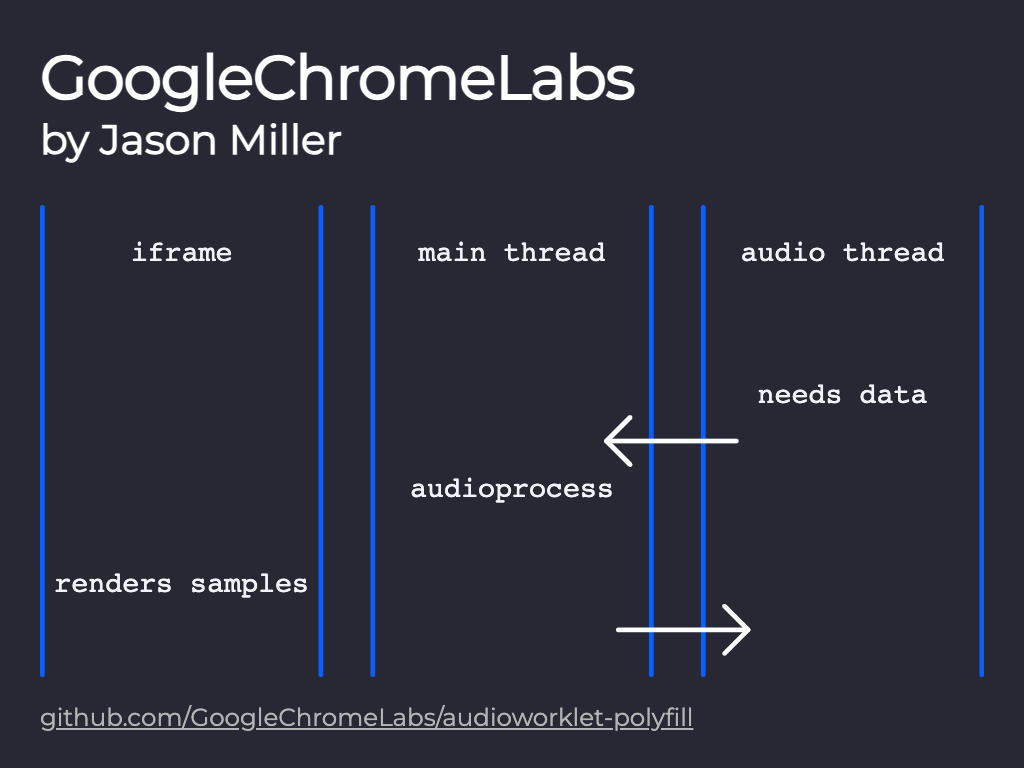 GoogleChromeLabs
by Jason Miller
iframe
main thread
audio thread
needs data
audioprocess
renders samples
github.com/GoogleChromeLabs/audioworklet-polyfill